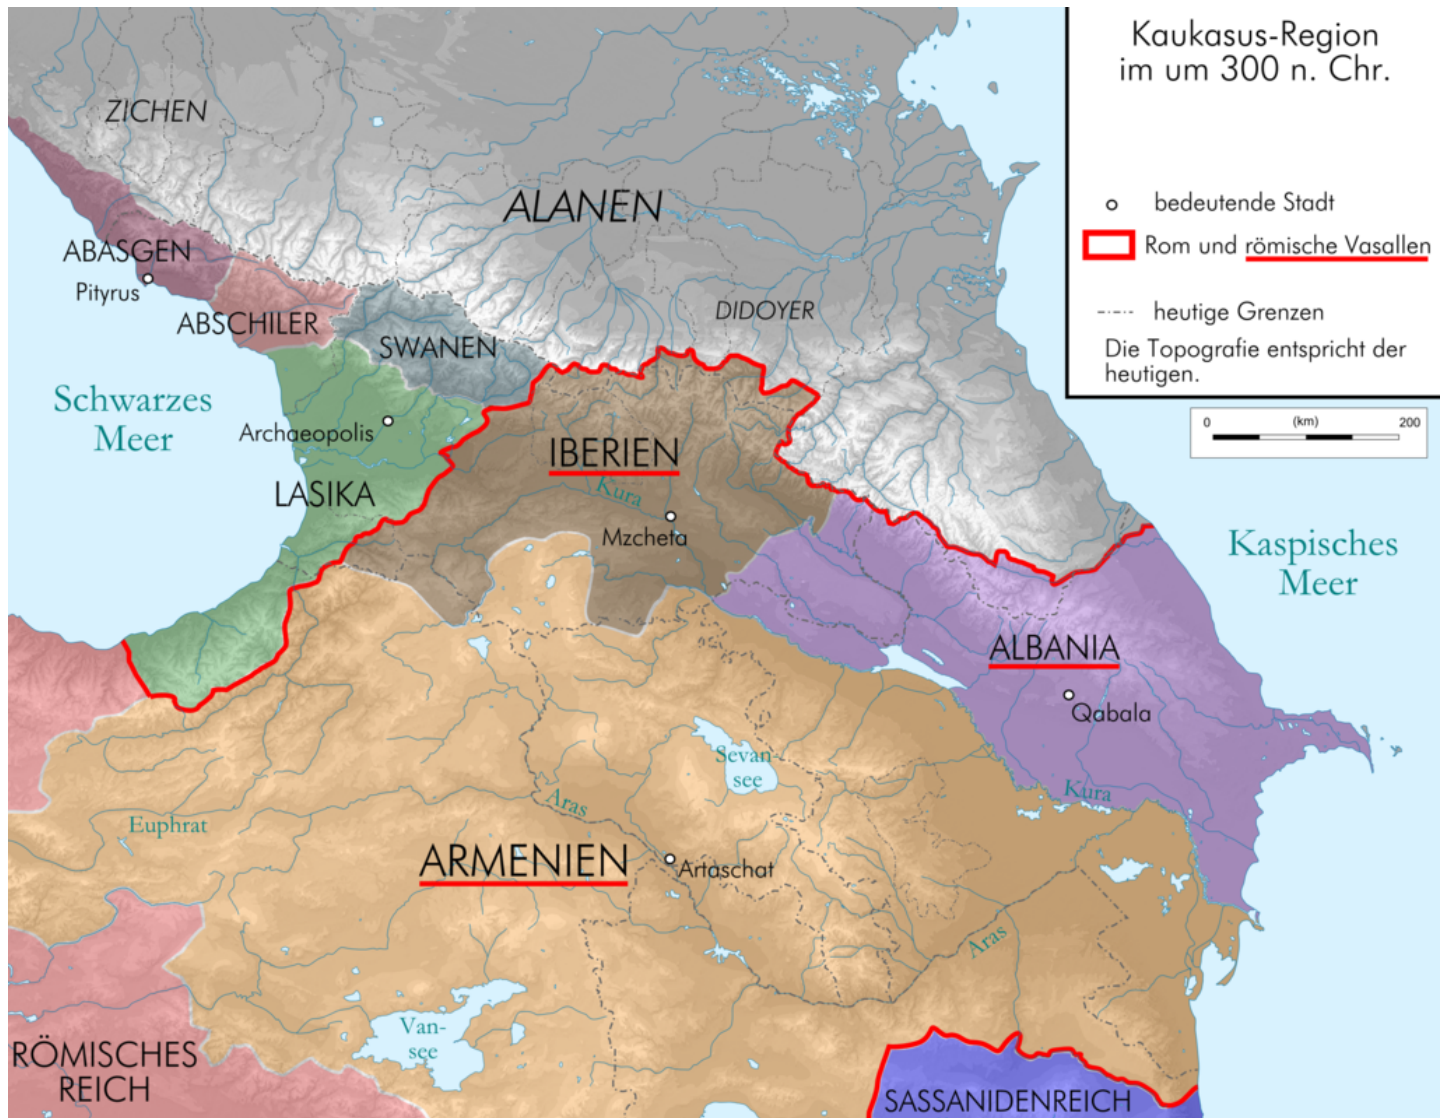 Kaukasus-Region
im um 300 n. Chr.
bedeutende Stadt
Rom und römische Vasallen
heutige Grenzen
Die Topografie entspricht der
heutigen.
0 (km) 200
ZICHEN
ALANEN
ABASGEN
Pityrus
ABSCHILER
DIDOYER
SWANEN
Schwarzes
Meer
Archaeopolis
LASIKA
IBERIEN
Kura
Mzcheta
Kaspisches
Meer
ALBANIA
Qabala
Sevan-
see
Kura
Aras
Euphrat
ARMENIEN
Artaschat
Aras
Van-
see
RÖMISCHES
REICH
SASSANIDENREICH